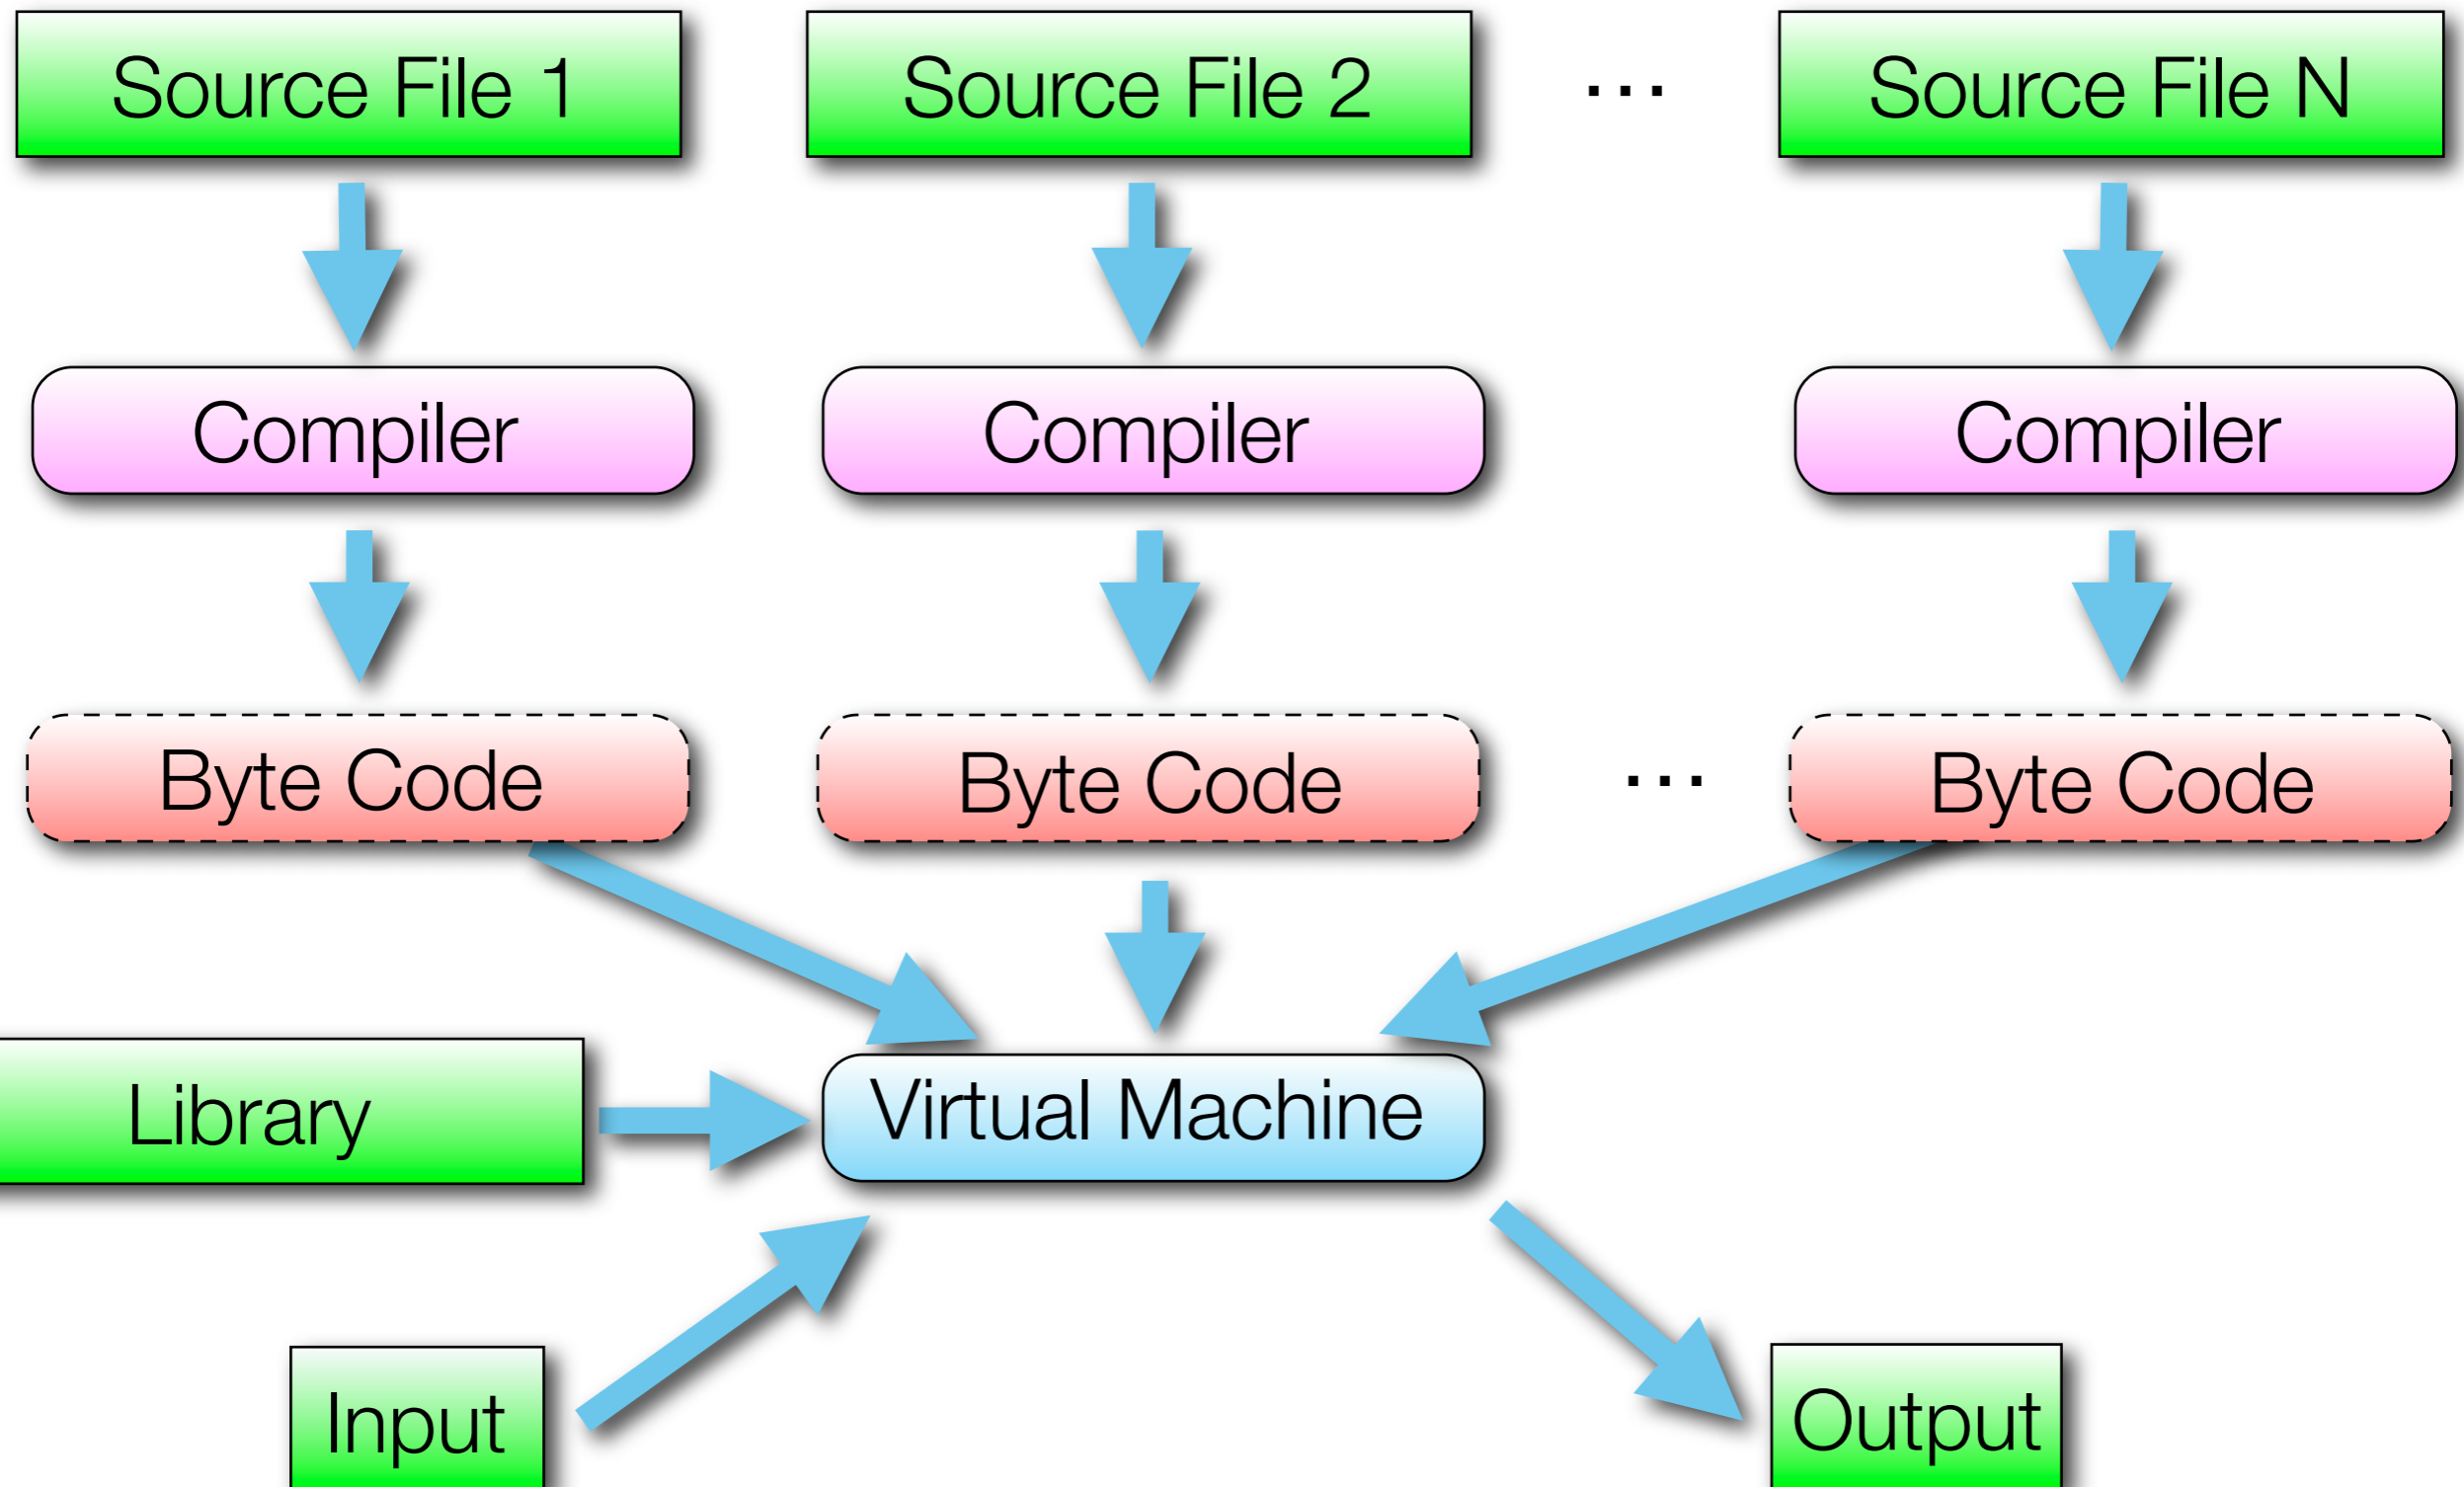 Source File 1
Source File 2
...
Source File N
Compiler
Compiler
Compiler
Byte Code
Byte Code
...
Byte Code
Library
Virtual Machine
Input
Output